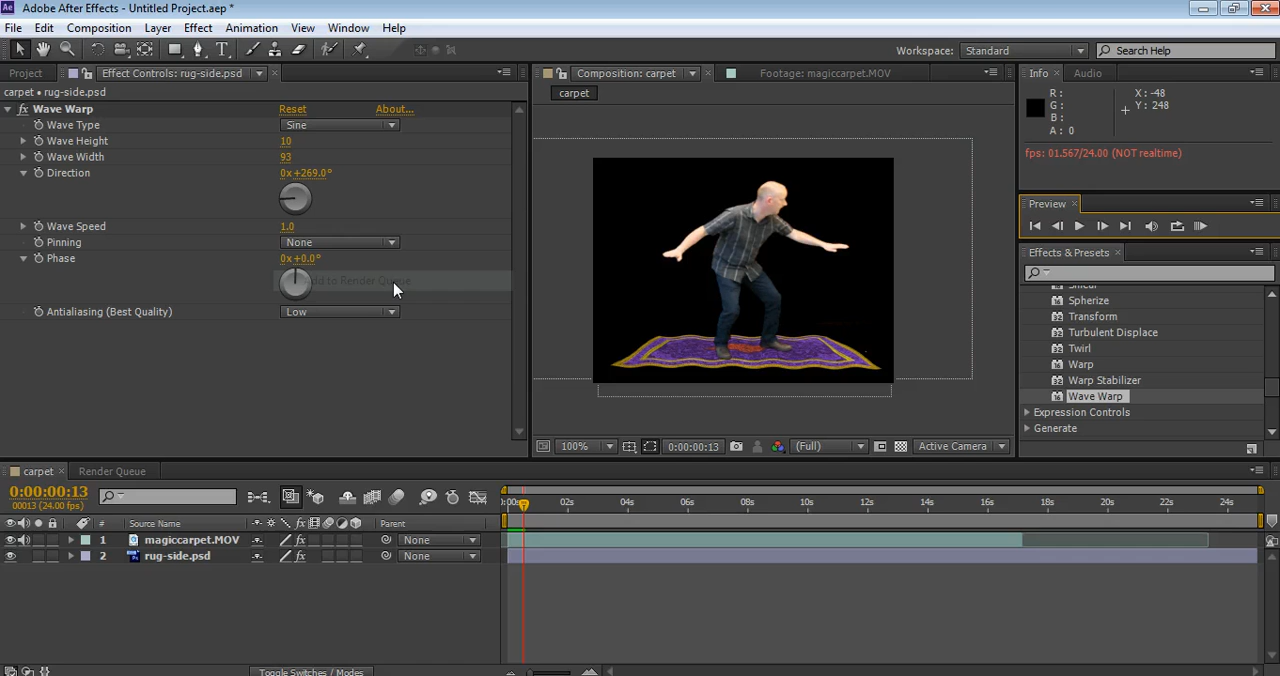 Adobe After Effects - Untitled Project.aep *
File Edit Composition Layer Effect Animation View Window Help
Workspace: Standard Search Help
Project Effect Controls: rug-side.psd Composition: carpet Footage: magiccarpet.MOV Info Audio
carpet • rug-side.psd
carpet
R: X: -48
G: Y: 248
B:
A: 0
fps: 01.567/24.00 (NOT realtime)
fx Wave Warp Reset About...
Wave Type Sine
Wave Height 10
Wave Width 93
Direction 0x+269.0°
Wave Speed 1.0
Pinning None
Phase 0x+0.0°
Add to Render Queue
Antialiasing (Best Quality) Low
Preview
Effects & Presets
Spherize
Transform
Turbulent Displace
Twirl
Warp
Warp Stabilizer
Wave Warp
Expression Controls
Generate
100% 0:00:00:13 (Full) Active Camera
carpet Render Queue
0:00:00:13
00013 (24.00 fps)
02s 04s 06s 08s 10s 12s 14s 16s 18s 20s 22s 24s
# Source Name Parent
1 magiccarpet.MOV None
2 rug-side.psd None
Toggle Switches / Modes